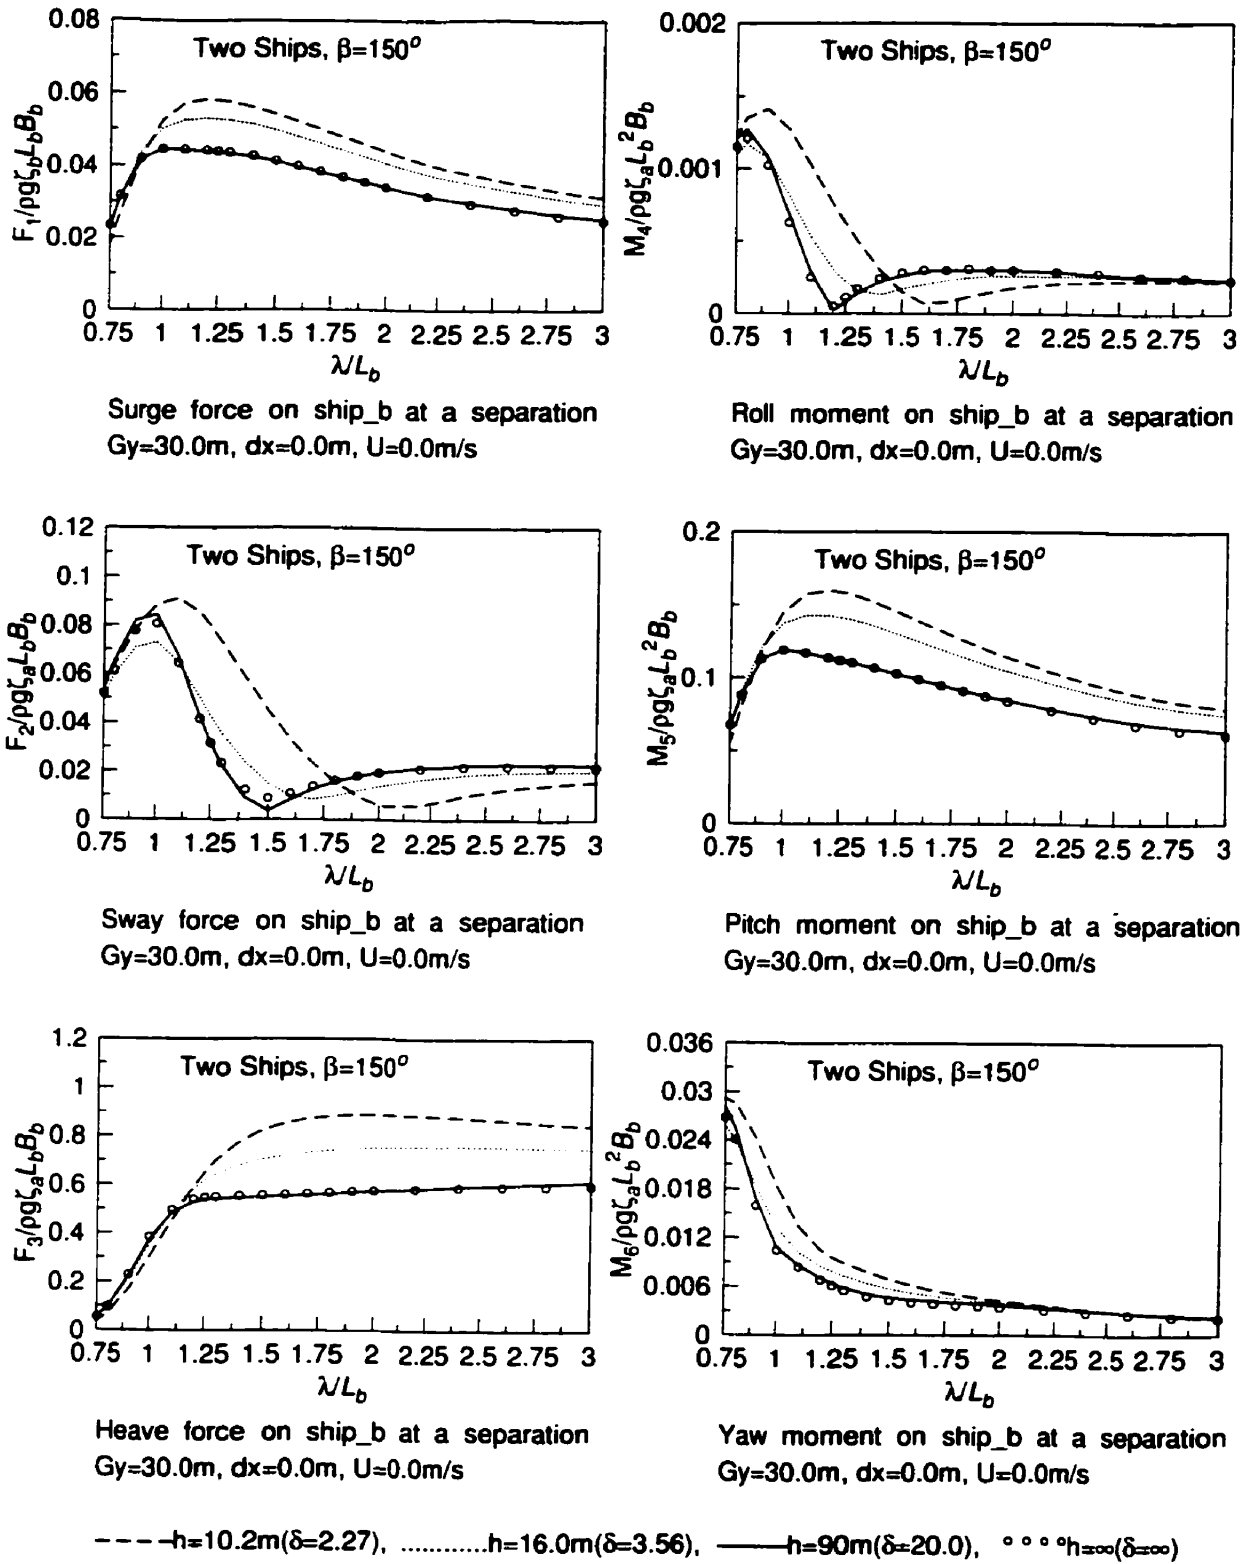 0.08
0.06
0.04
0.02
0
F₁/ρgζ_bL_bB_b
Two Ships, β=150°
0.75 1 1.25 1.5 1.75 2 2.25 2.5 2.75 3
λ/L_b
Surge force on ship_b at a separation
Gy=30.0m, dx=0.0m, U=0.0m/s
0.002
0.001
0
M₄/ρgζ_aL_b²B_b
Two Ships, β=150°
0.75 1 1.25 1.5 1.75 2 2.25 2.5 2.75 3
λ/L_b
Roll moment on ship_b at a separation
Gy=30.0m, dx=0.0m, U=0.0m/s
0.12
0.1
0.08
0.06
0.04
0.02
0
F₂/ρgζ_aL_bB_b
Two Ships, β=150°
0.75 1 1.25 1.5 1.75 2 2.25 2.5 2.75 3
λ/L_b
Sway force on ship_b at a separation
Gy=30.0m, dx=0.0m, U=0.0m/s
0.2
0.1
0
M₅/ρgζ_aL_b²B_b
Two Ships, β=150°
0.75 1 1.25 1.5 1.75 2 2.25 2.5 2.75 3
λ/L_b
Pitch moment on ship_b at a separation
Gy=30.0m, dx=0.0m, U=0.0m/s
1.2
1
0.8
0.6
0.4
0.2
0
F₃/ρgζ_aL_bB_b
Two Ships, β=150°
0.75 1 1.25 1.5 1.75 2 2.25 2.5 2.75 3
λ/L_b
Heave force on ship_b at a separation
Gy=30.0m, dx=0.0m, U=0.0m/s
0.036
0.03
0.024
0.018
0.012
0.006
0
M₆/ρgζ_aL_b²B_b
Two Ships, β=150°
0.75 1 1.25 1.5 1.75 2 2.25 2.5 2.75 3
λ/L_b
Yaw moment on ship_b at a separation
Gy=30.0m, dx=0.0m, U=0.0m/s
h=10.2m(δ=2.27), h=16.0m(δ=3.56), h=90m(δ=20.0), h=∞(δ=∞)